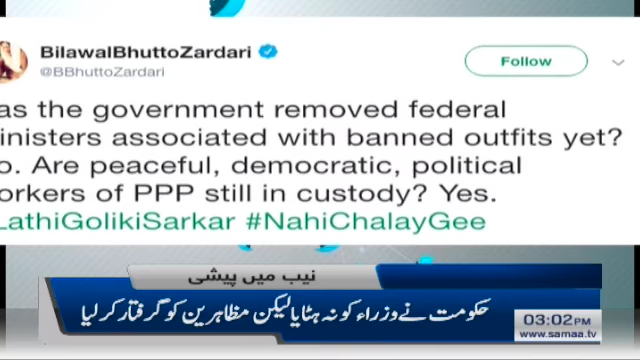 BilawalBhuttoZardari
@BBhuttoZardari
Follow
as the government removed federal
inisters associated with banned outfits yet?
o. Are peaceful, democratic, political
orkers of PPP still in custody? Yes.
LathiGolikiSarkar #NahiChalayGee
نیب میں پیشی
حکومت نے وزراء کو نہ ہٹایا لیکن مظاہرین کو گرفتار کر لیا
03:02PM
www.samaa.tv